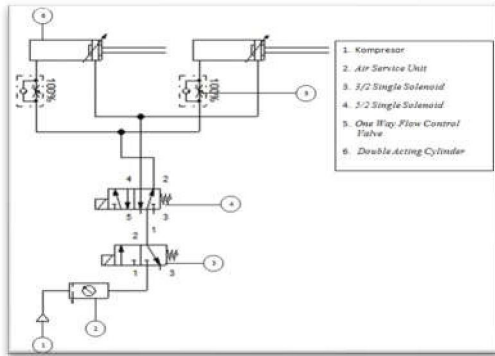 6
100%
100%
5
1. Kompresor
2. Air Service Unit
3. 3/2 Single Solenoid
4. 5/2 Single Solenoid
5. One Way Flow Control
Valve
6. Double Acting Cylinder
4 2
5 3
4
1
2
1 3
3
2
1